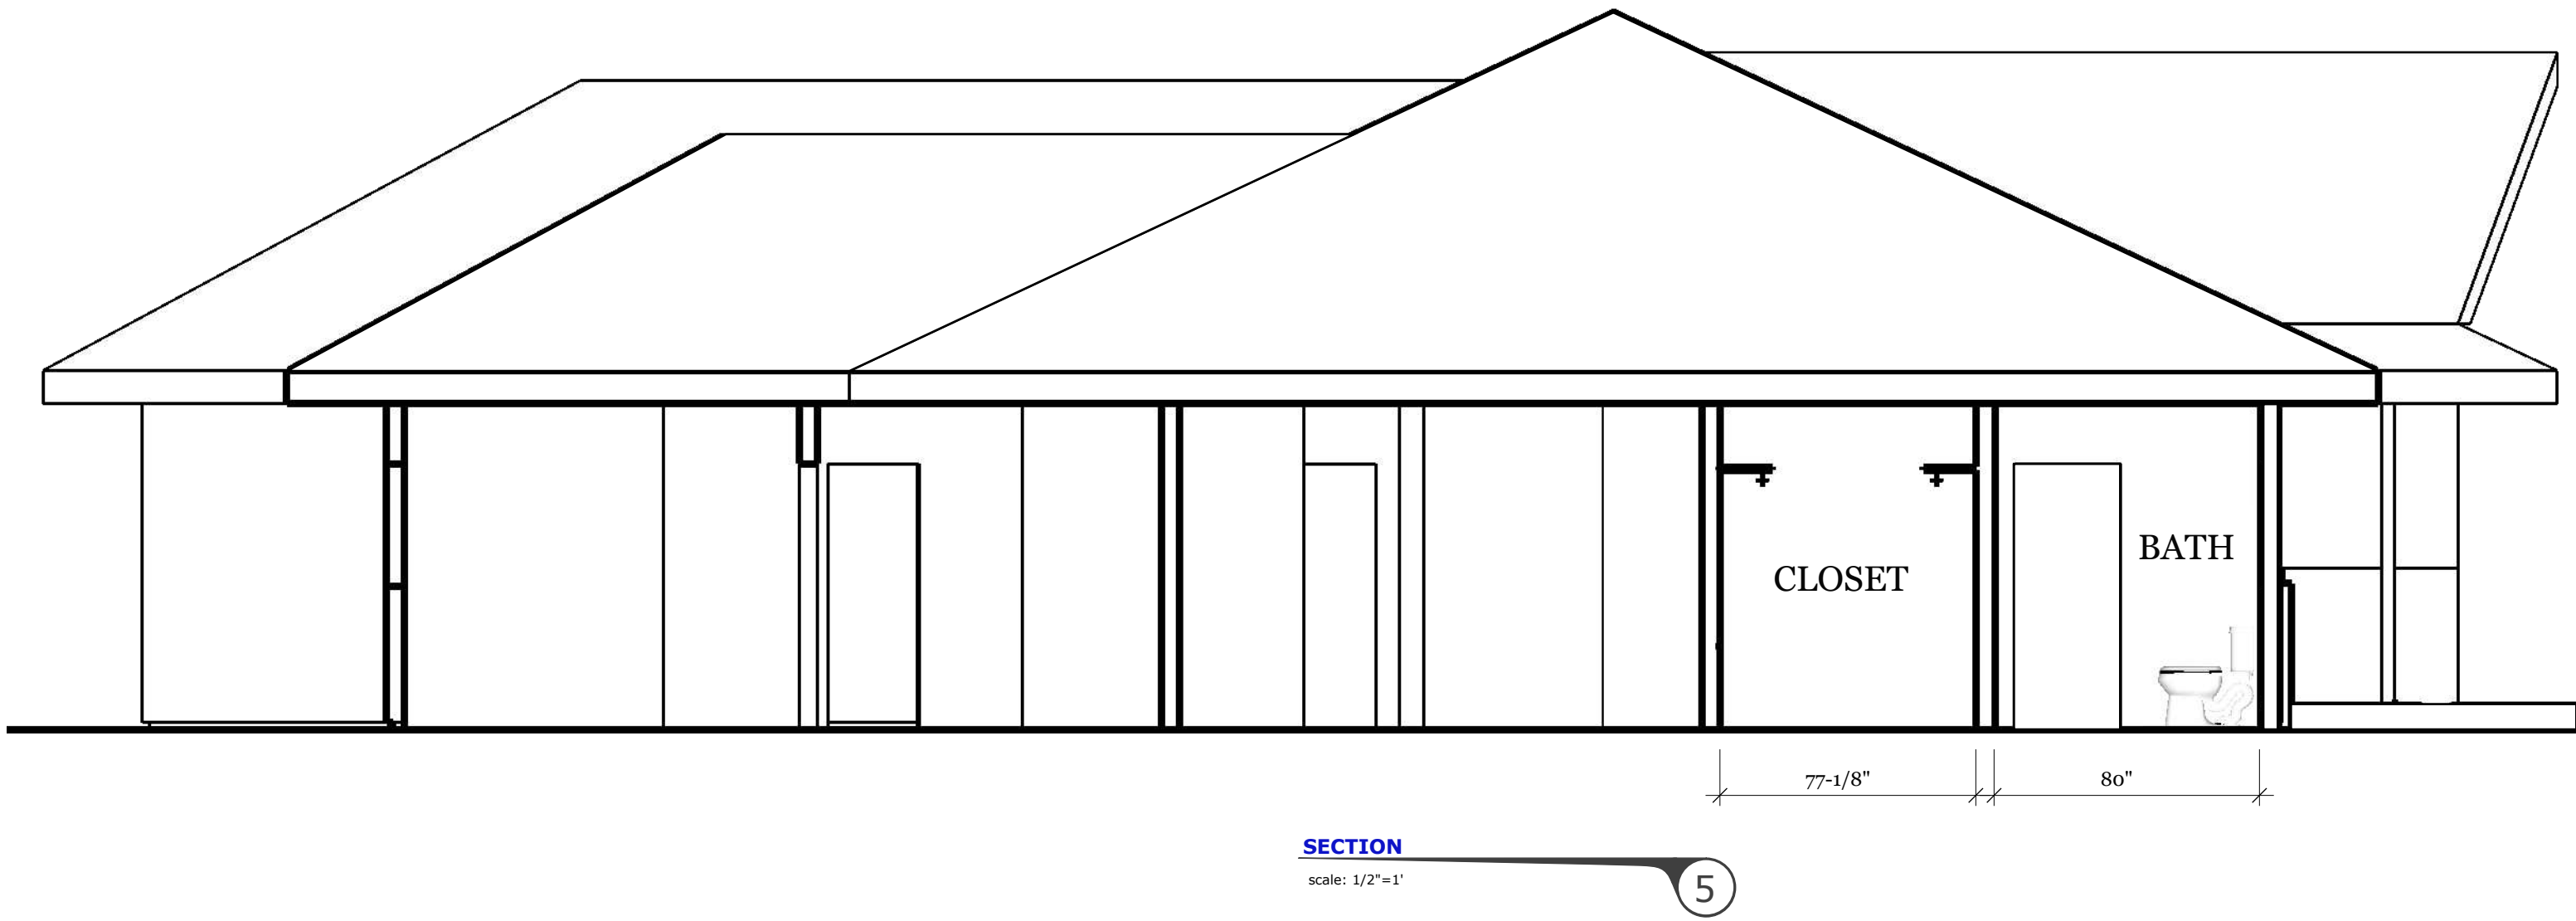 BATH
CLOSET
77-1/8"
80"
SECTION
scale: 1/2"=1'
5